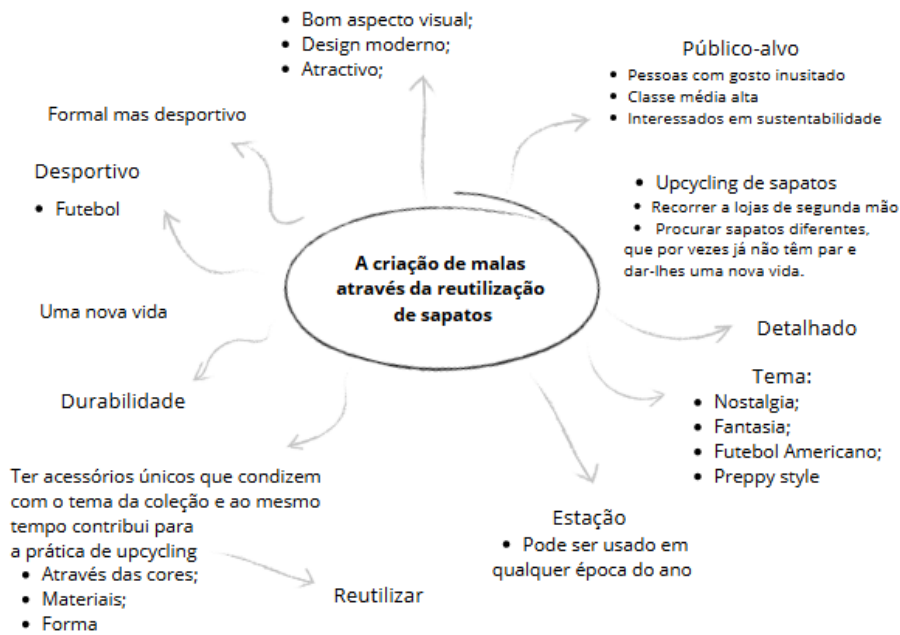 • Bom aspecto visual;
• Design moderno;
• Atractivo;
Público-alvo
• Pessoas com gosto inusitado
• Classe média alta
• Interessados em sustentabilidade
Formal mas desportivo
Desportivo
• Futebol
• Upcycling de sapatos
• Recorrer a lojas de segunda mão
• Procurar sapatos diferentes,
que por vezes já não têm par e
dar-lhes uma nova vida.
A criação de malas
através da reutilização
de sapatos
Uma nova vida
Detalhado
Durabilidade
Tema:
• Nostalgia;
• Fantasia;
• Futebol Americano;
• Preppy style
Ter acessórios únicos que condizem
com o tema da coleção e ao mesmo
tempo contribui para
a prática de upcycling
• Através das cores;
• Materiais;
• Forma
Estação
• Pode ser usado em
qualquer época do ano
Reutilizar